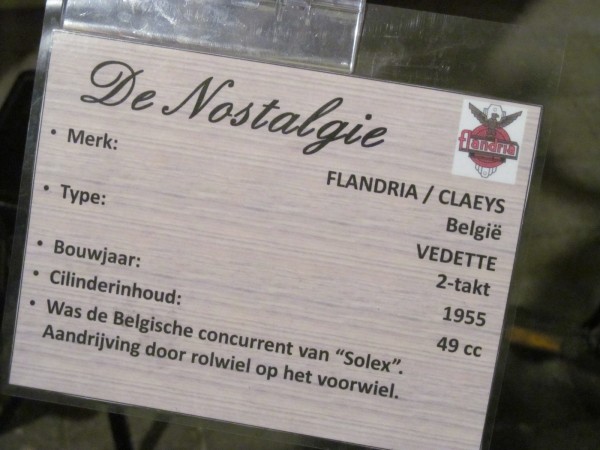 De Nostalgie
flandria
• Merk:
FLANDRIA / CLAEYS
België
• Type:
VEDETTE
2-takt
• Bouwjaar:
1955
• Cilinderinhoud:
49 cc
• Was de Belgische concurrent van “Solex”.
Aandrijving door rolwiel op het voorwiel.